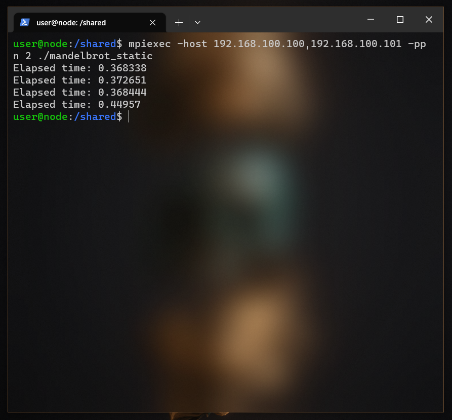 user@node: /shared
user@node:/shared$ mpiexec -host 192.168.100.100,192.168.100.101 -pp
n 2 ./mandelbrot_static
Elapsed time: 0.368338
Elapsed time: 0.372651
Elapsed time: 0.368444
Elapsed time: 0.44957
user@node:/shared$